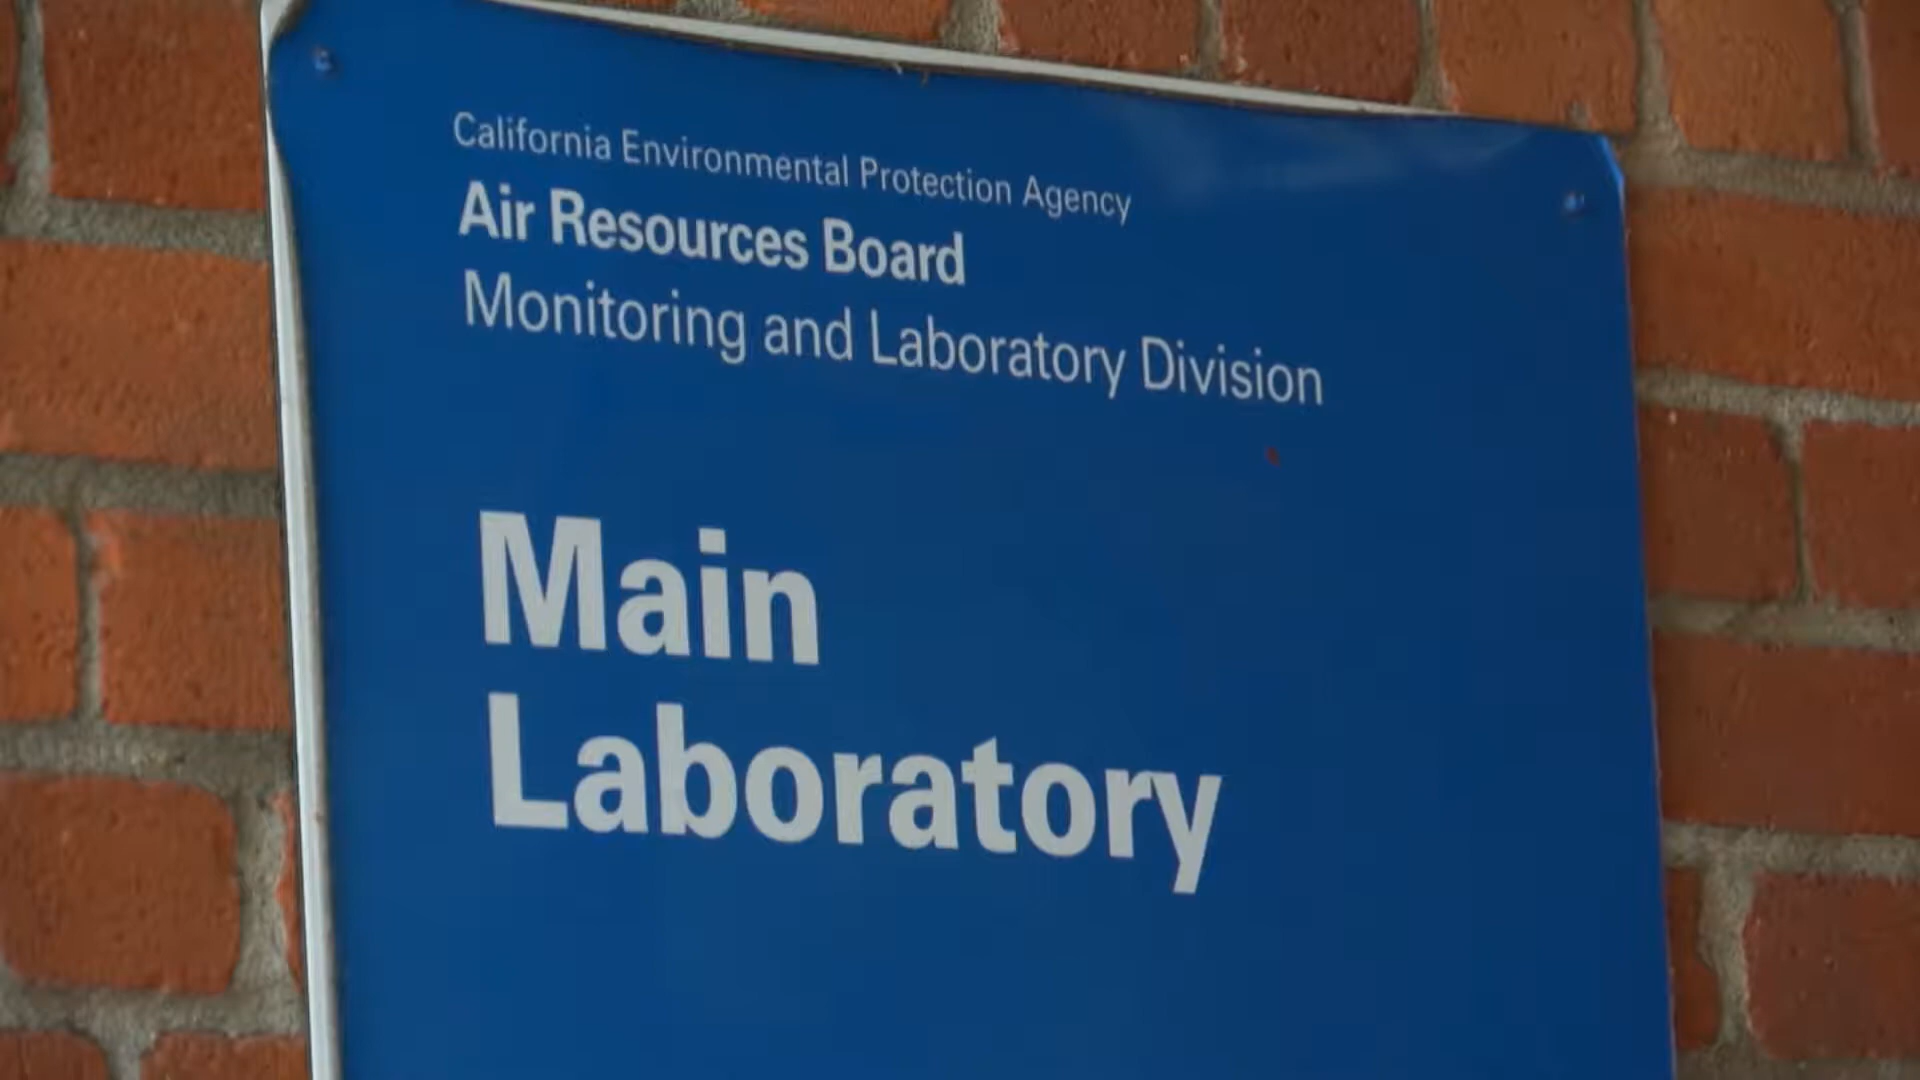 California Environmental Protection Agency
Air Resources Board
Monitoring and Laboratory Division
Main
Laboratory